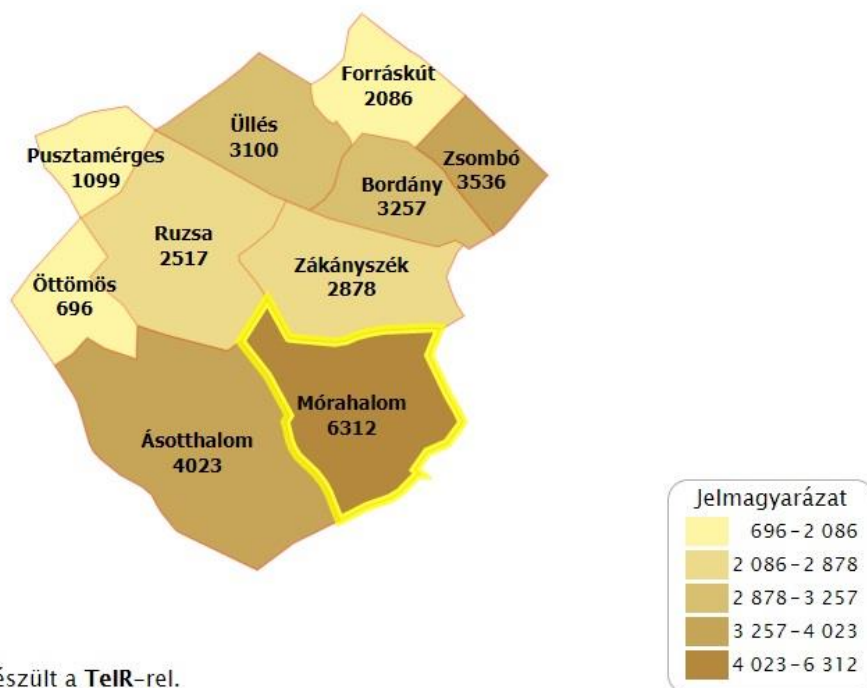 Forráskút
2086
Üllés
3100
Zsombó
3536
Pusztamérges
1099
Bordány
3257
Ruzsa
2517
Zákányszék
2878
Öttömös
696
Mórahalom
6312
Ásotthalom
4023
Jelmagyarázat
696-2 086
2 086-2 878
2 878-3 257
3 257-4 023
4 023-6 312
észült a TeIR-rel.